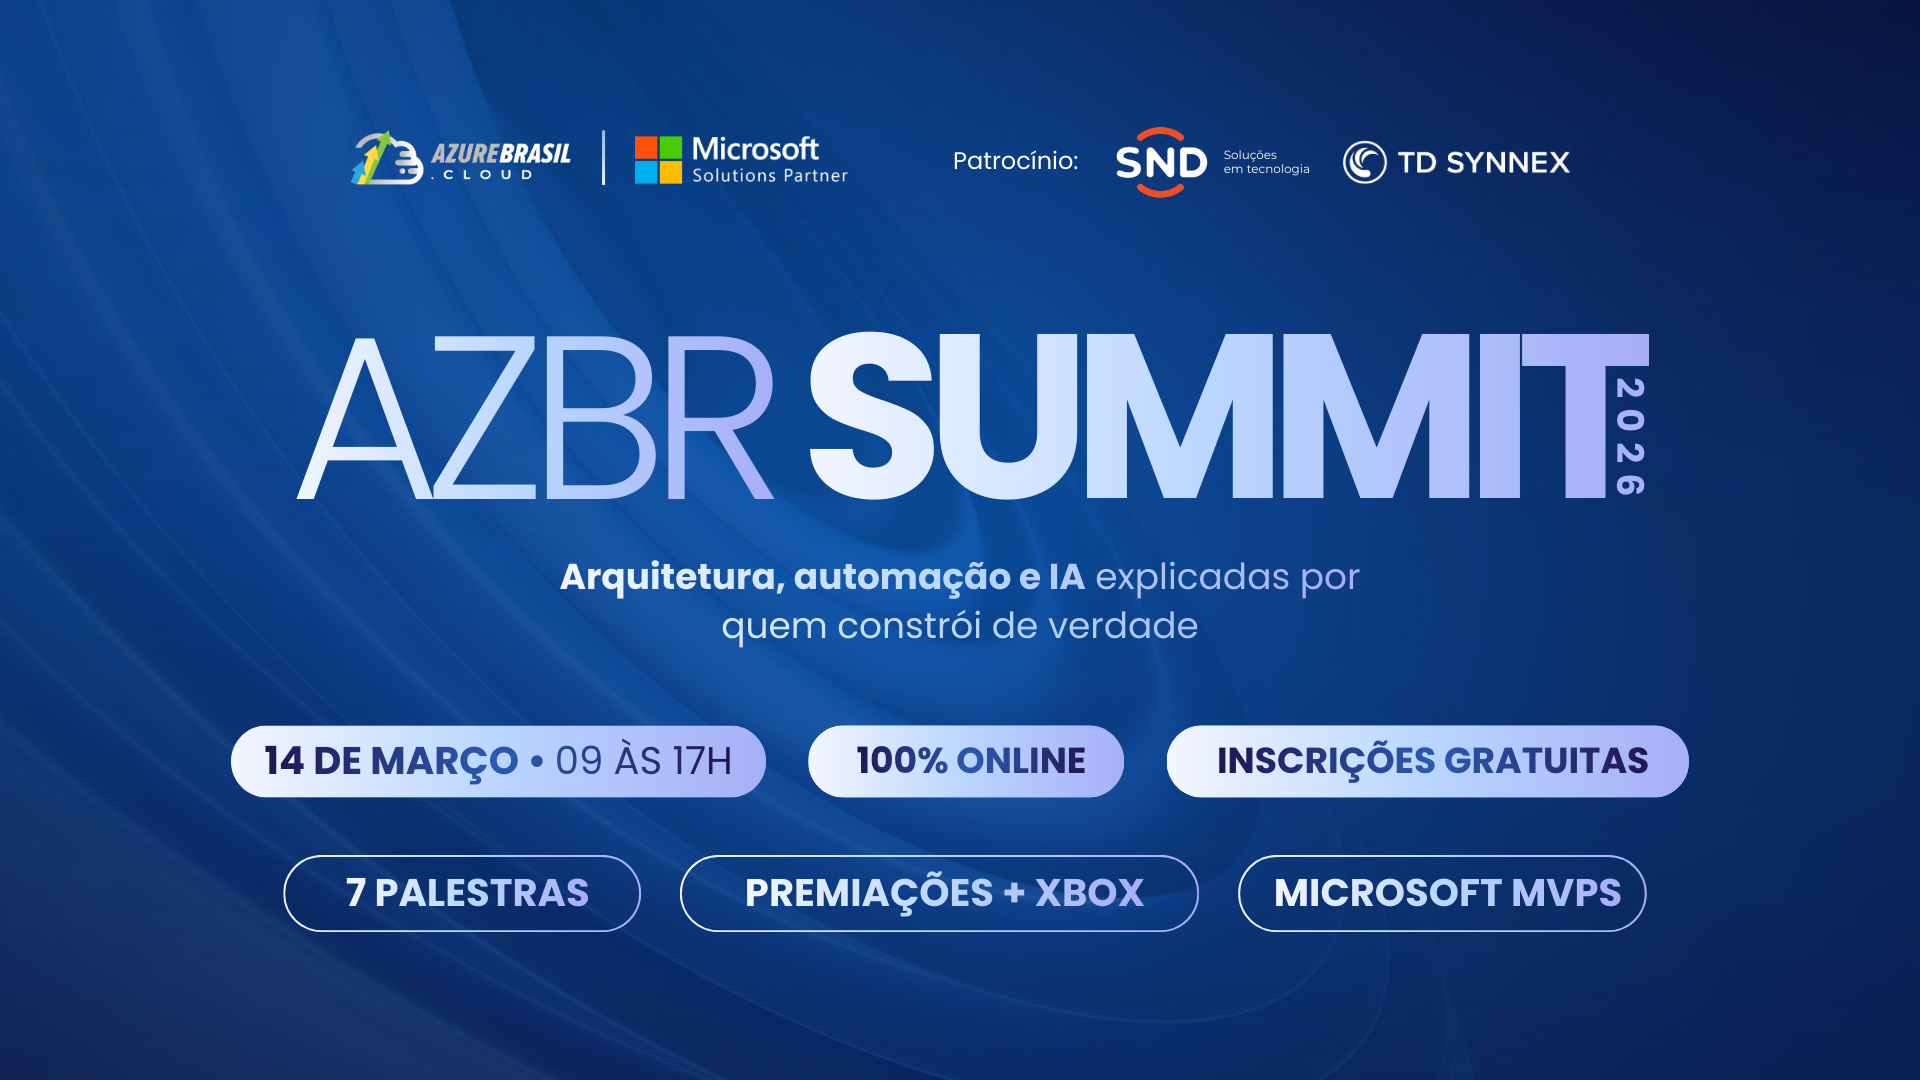 AZUREBRASIL
.CLOUD
Microsoft
Solutions Partner
Patrocínio:
SND
Soluções
em tecnologia
TD SYNNEX
AZBR SUMMIT
2026
Arquitetura, automação e IA explicadas por
quem constrói de verdade
14 DE MARÇO • 09 ÀS 17H
100% ONLINE
INSCRIÇÕES GRATUITAS
7 PALESTRAS
PREMIAÇÕES + XBOX
MICROSOFT MVPS